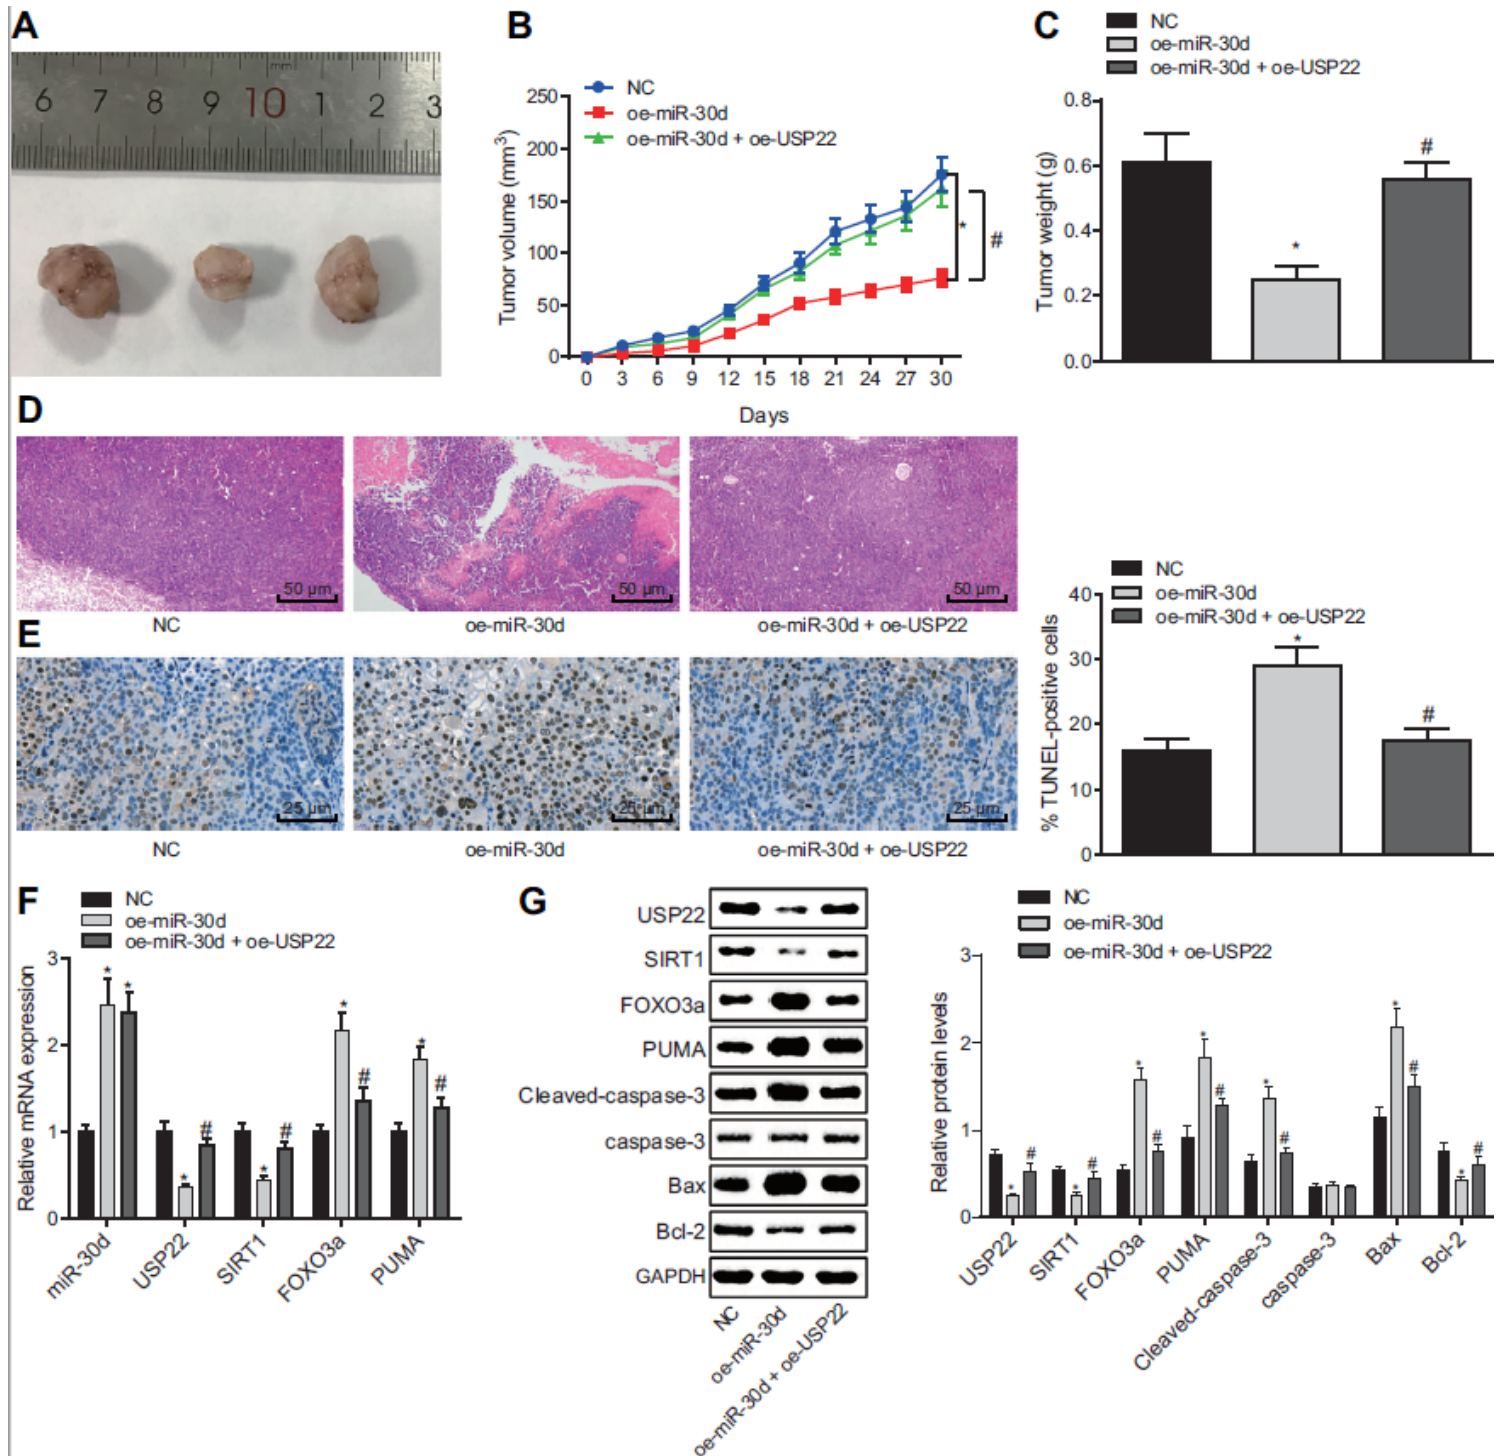 A
mm
6 7 8 9 10 1 2 3
B
NC
oe-miR-30d
oe-miR-30d + oe-USP22
Tumor volume (mm³)
250
200
150
100
50
0
*
#
0 3 6 9 12 15 18 21 24 27 30
Days
C
NC
oe-miR-30d
oe-miR-30d + oe-USP22
Tumor weight (g)
0.8
0.6
0.4
0.2
0.0
*
#
D
50 µm
50 µm
50 µm
NC
oe-miR-30d
oe-miR-30d + oe-USP22
E
25 µm
25 µm
25 µm
NC
oe-miR-30d
oe-miR-30d + oe-USP22
NC
oe-miR-30d
oe-miR-30d + oe-USP22
% TUNEL-positive cells
40
30
20
10
0
*
#
F
NC
oe-miR-30d
oe-miR-30d + oe-USP22
Relative mRNA expression
3
2
1
0
* * * # * # * # * #
miR-30d
USP22
SIRT1
FOXO3a
PUMA
G
USP22
SIRT1
FOXO3a
PUMA
Cleaved-caspase-3
caspase-3
Bax
Bcl-2
GAPDH
NC
oe-miR-30d
oe-miR-30d + oe-USP22
NC
oe-miR-30d
oe-miR-30d + oe-USP22
Relative protein levels
3
2
1
0
* # * # * # * # * # * # * #
USP22
SIRT1
FOXO3a
PUMA
Cleaved-caspase-3
caspase-3
Bax
Bcl-2